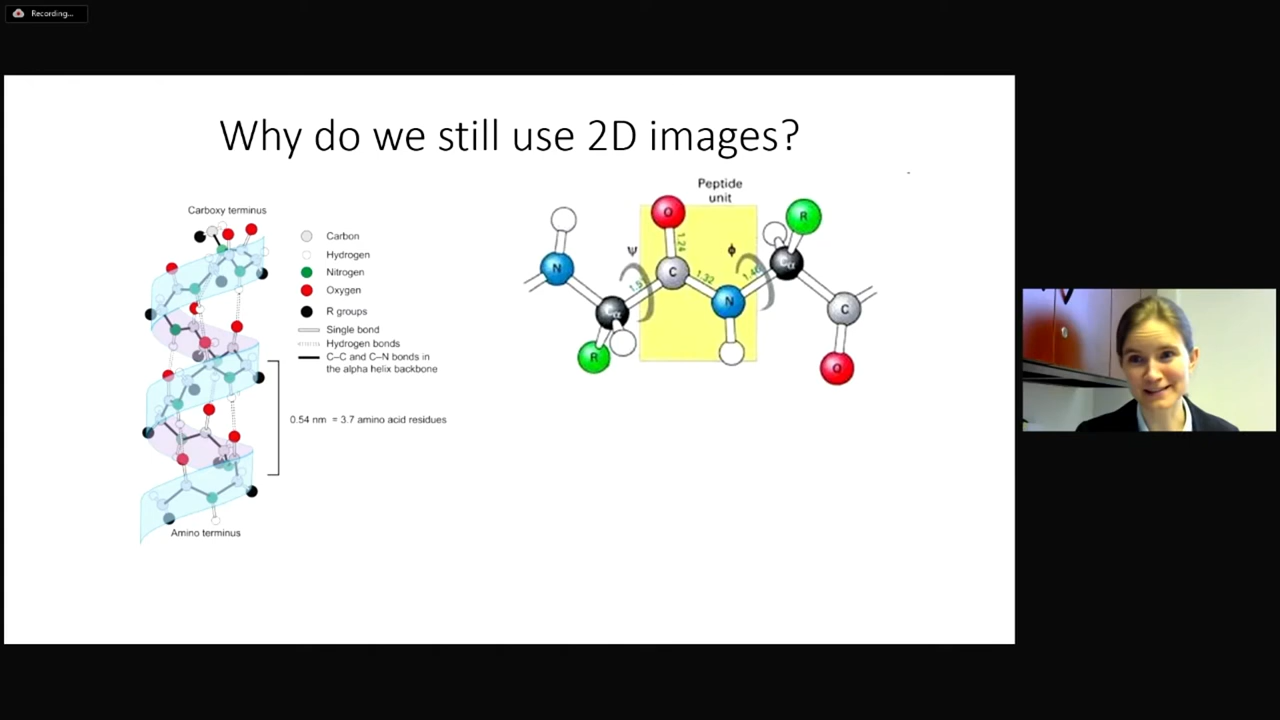 Recording...
Why do we still use 2D images?
Carboxy terminus
Carbon
Hydrogen
Nitrogen
Oxygen
R groups
Single bond
Hydrogen bonds
C–C and C–N bonds in
the alpha helix backbone
0.54 nm = 3.7 amino acid residues
Amino terminus
Peptide
unit
O
R
Ψ
1.24
ϕ
N
C
Cα
1.32
N
Cα
C
R
O